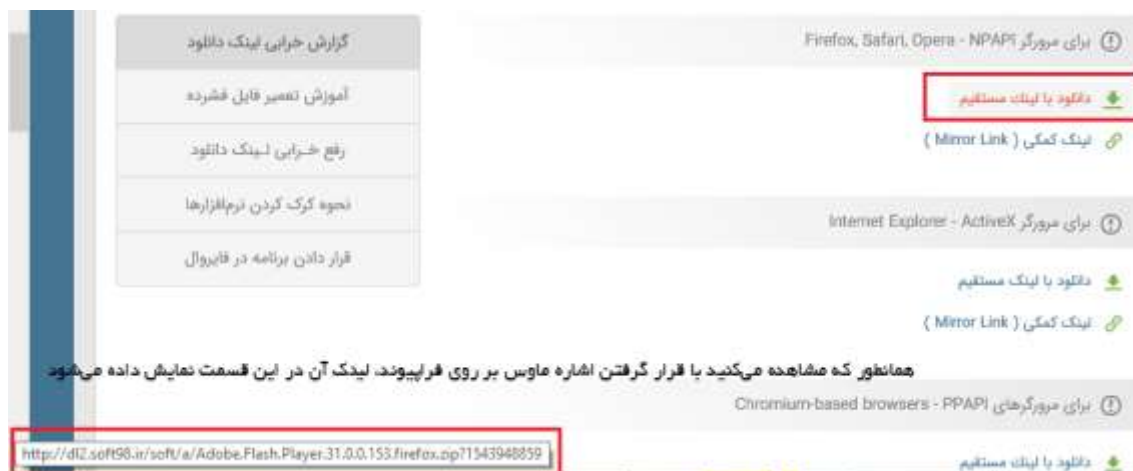 برای مرورگر Firefox, Safari, Opera - NPAPI
دانلود با لینک مستقیم
لینک کمکی ( Mirror Link )
برای مرورگر Internet Explorer - ActiveX
دانلود با لینک مستقیم
لینک کمکی ( Mirror Link )
همانطور که مشاهده می‌کنید با قرار گرفتن اشاره ماوس بر روی فراپیوند، لینک آن در این قسمت نمایش داده می‌شود
برای مرورگرهای Chromium-based browsers - PPAPI
دانلود با لینک مستقیم
گزارش خرابی لینک دانلود
آموزش تعمیر فایل فشرده
رفع خـرابی لـینک دانلود
نحوه کرک کردن نرم‌افزارها
قرار دادن برنامه در فایروال
http://dl2.soft98.ir/soft/a/Adobe.Flash.Player.31.0.0.153.firefox.zip?1543948859